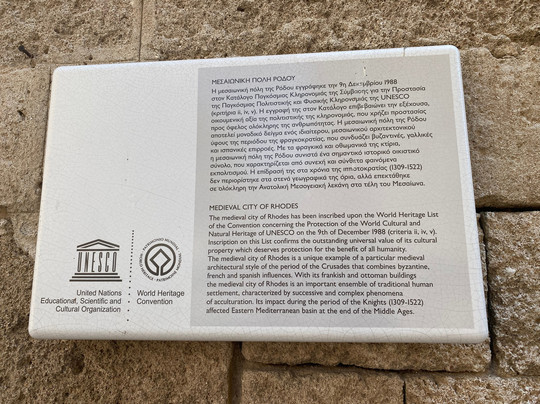 ΜΕΣΑΙΩΝΙΚΗ ΠΟΛΗ ΡΟΔΟΥ
Η μεσαιωνική πόλη της Ρόδου εγγράφηκε την 9η Δεκεμβρίου 1988
στον Κατάλογο Παγκόσμιας Κληρονομιάς της Σύμβασης για την Προστασία
της Παγκόσμιας Πολιτιστικής και Φυσικής Κληρονομιάς της UNESCO
(κριτήρια ii, iv, v). Η εγγραφή της στον Κατάλογο επιβεβαιώνει την εξέχουσα,
οικουμενική αξία της πολιτιστικής της κληρονομιάς, που χρήζει προστασίας
προς όφελος ολόκληρης της ανθρωπότητας. Η μεσαιωνική πόλη της Ρόδου
αποτελεί μοναδικό δείγμα ενός ιδιαίτερου, μεσαιωνικού αρχιτεκτονικού
ύφους της περιόδου της φραγκοκρατίας, που συνδυάζει βυζαντινές, γαλλικές
και ισπανικές επιρροές. Με τα φραγκικά και οθωμανικά της κτίρια,
η μεσαιωνική πόλη της Ρόδου συνιστά ένα σημαντικό ιστορικό οικιστικό
σύνολο, που χαρακτηρίζεται από συνεχή και σύνθετα φαινόμενα
εκπολιτισμού. Η επίδρασή της στα χρόνια της ιπποτοκρατίας (1309-1522)
δεν περιορίστηκε στα στενά γεωγραφικά της όρια, αλλά επεκτάθηκε
σε ολόκληρη την Ανατολική Μεσογειακή λεκάνη στα τέλη του Μεσαίωνα.
MEDIEVAL CITY OF RHODES
The medieval city of Rhodes has been inscribed upon the World Heritage List
of the Convention concerning the Protection of the World Cultural and
Natural Heritage of UNESCO on the 9th of December 1988 (criteria ii, iv, v).
Inscription on this List confirms the outstanding universal value of its cultural
property which deserves protection for the benefit of all humanity.
The medieval city of Rhodes is a unique example of a particular medieval
architectural style of the period of the Crusades that combines byzantine,
french and spanish influences. With its frankish and ottoman buildings
the medieval city of Rhodes is an important ensemble of traditional human
settlement, characterized by successive and complex phenomena
of acculturation. Its impact during the period of the Knights (1309-1522)
affected Eastern Mediterranean basin at the end of the Middle Ages.
UNESCO
United Nations
Educational, Scientific and
Cultural Organization
World Heritage
Convention